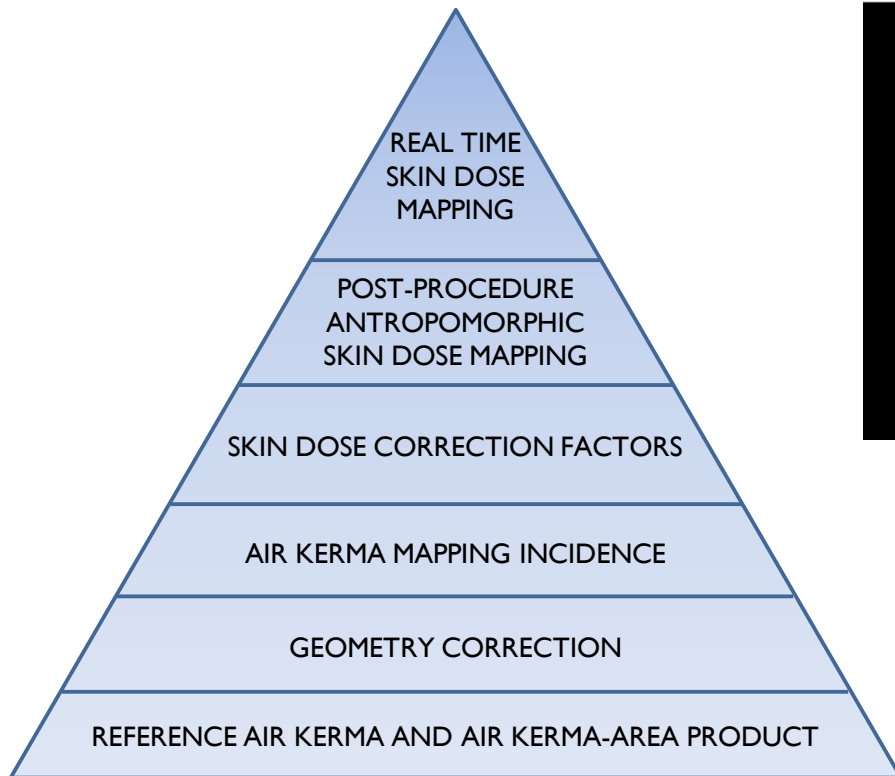 REAL TIME
SKIN DOSE
MAPPING
POST-PROCEDURE
ANTROPOMORPHIC
SKIN DOSE MAPPING
SKIN DOSE CORRECTION FACTORS
AIR KERMA MAPPING INCIDENCE
GEOMETRY CORRECTION
REFERENCE AIR KERMA AND AIR KERMA-AREA PRODUCT